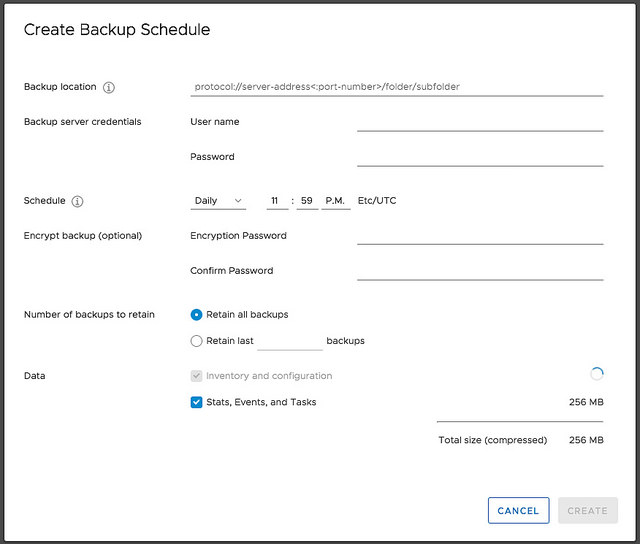 Create Backup Schedule
Backup location
protocol://server-address<:port-number>/folder/subfolder
Backup server credentials
User name
Password
Schedule
Daily
11 : 59 P.M. Etc/UTC
Encrypt backup (optional)
Encryption Password
Confirm Password
Number of backups to retain
Retain all backups
Retain last backups
Data
Inventory and configuration
Stats, Events, and Tasks 256 MB
Total size (compressed) 256 MB
CANCEL
CREATE